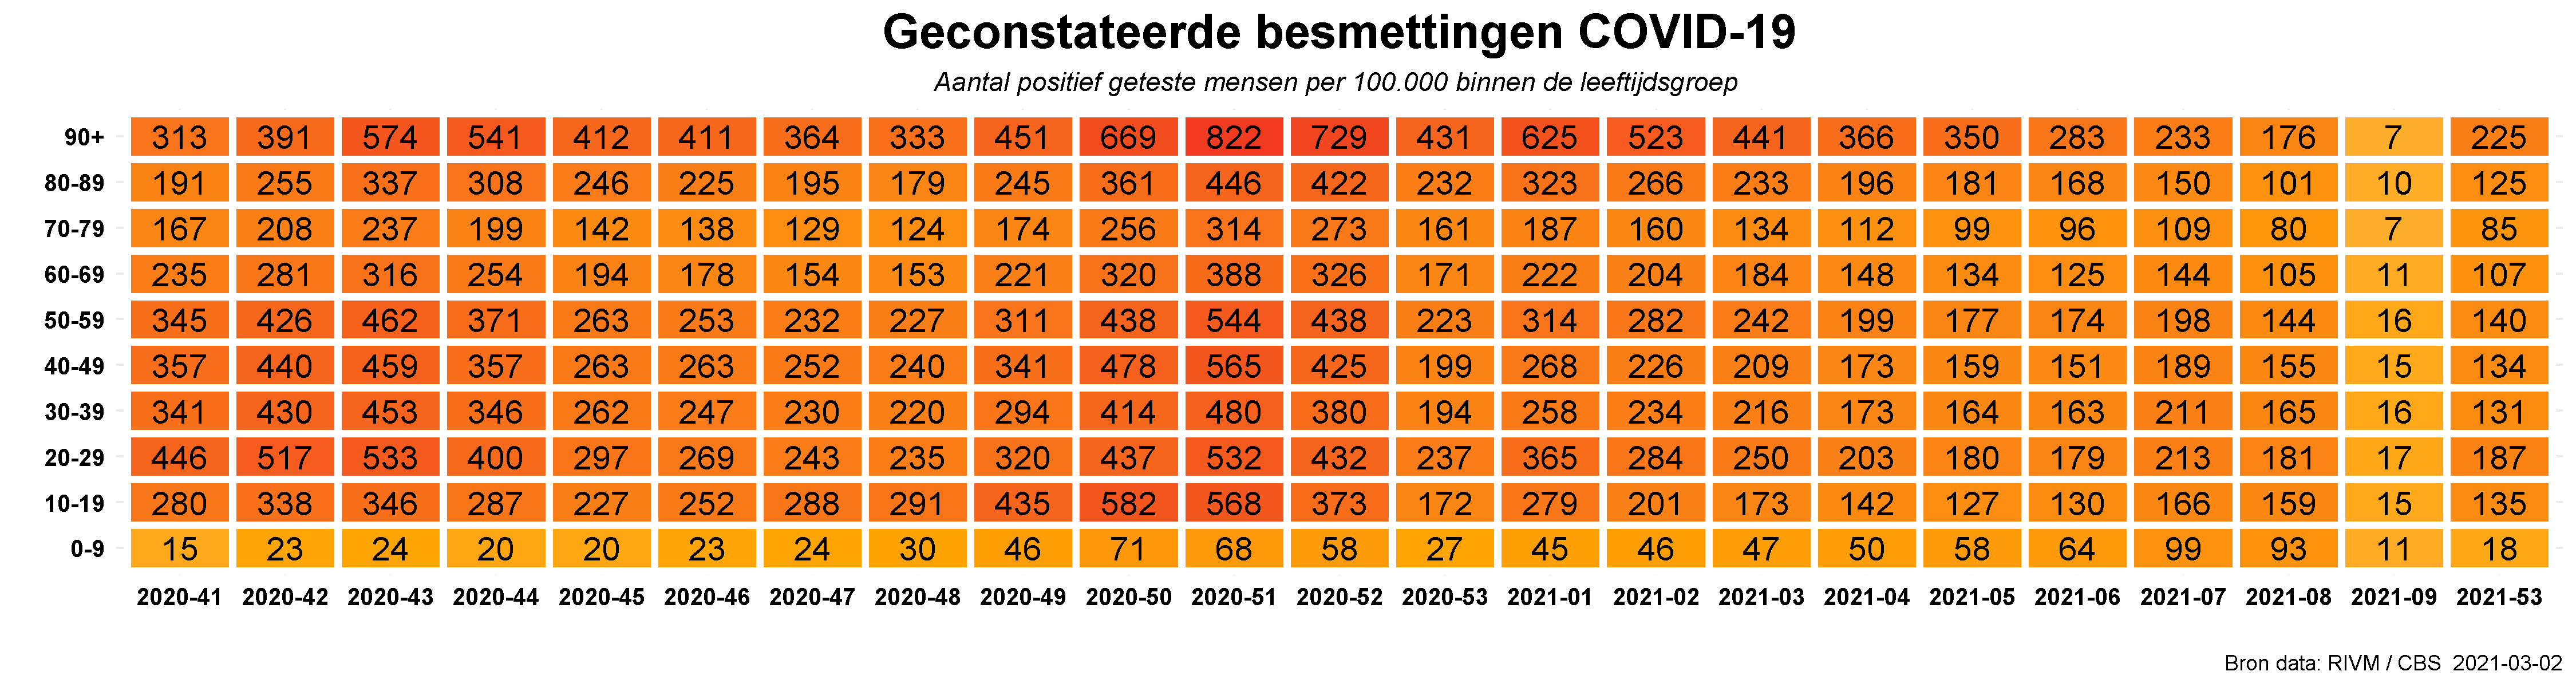 Geconstateerde besmettingen COVID-19
Aantal positief geteste mensen per 100.000 binnen de leeftijdsgroep
90+ 313 391 574 541 412 411 364 333 451 669 822 729 431 625 523 441 366 350 283 233 176 7 225
80-89 191 255 337 308 246 225 195 179 245 361 446 422 232 323 266 233 196 181 168 150 101 10 125
70-79 167 208 237 199 142 138 129 124 174 256 314 273 161 187 160 134 112 99 96 109 80 7 85
60-69 235 281 316 254 194 178 154 153 221 320 388 326 171 222 204 184 148 134 125 144 105 11 107
50-59 345 426 462 371 263 253 232 227 311 438 544 438 223 314 282 242 199 177 174 198 144 16 140
40-49 357 440 459 357 263 263 252 240 341 478 565 425 199 268 226 209 173 159 151 189 155 15 134
30-39 341 430 453 346 262 247 230 220 294 414 480 380 194 258 234 216 173 164 163 211 165 16 131
20-29 446 517 533 400 297 269 243 235 320 437 532 432 237 365 284 250 203 180 179 213 181 17 187
10-19 280 338 346 287 227 252 288 291 435 582 568 373 172 279 201 173 142 127 130 166 159 15 135
0-9 15 23 24 20 20 23 24 30 46 71 68 58 27 45 46 47 50 58 64 99 93 11 18
2020-41 2020-42 2020-43 2020-44 2020-45 2020-46 2020-47 2020-48 2020-49 2020-50 2020-51 2020-52 2020-53 2021-01 2021-02 2021-03 2021-04 2021-05 2021-06 2021-07 2021-08 2021-09 2021-53
Bron data: RIVM / CBS 2021-03-02